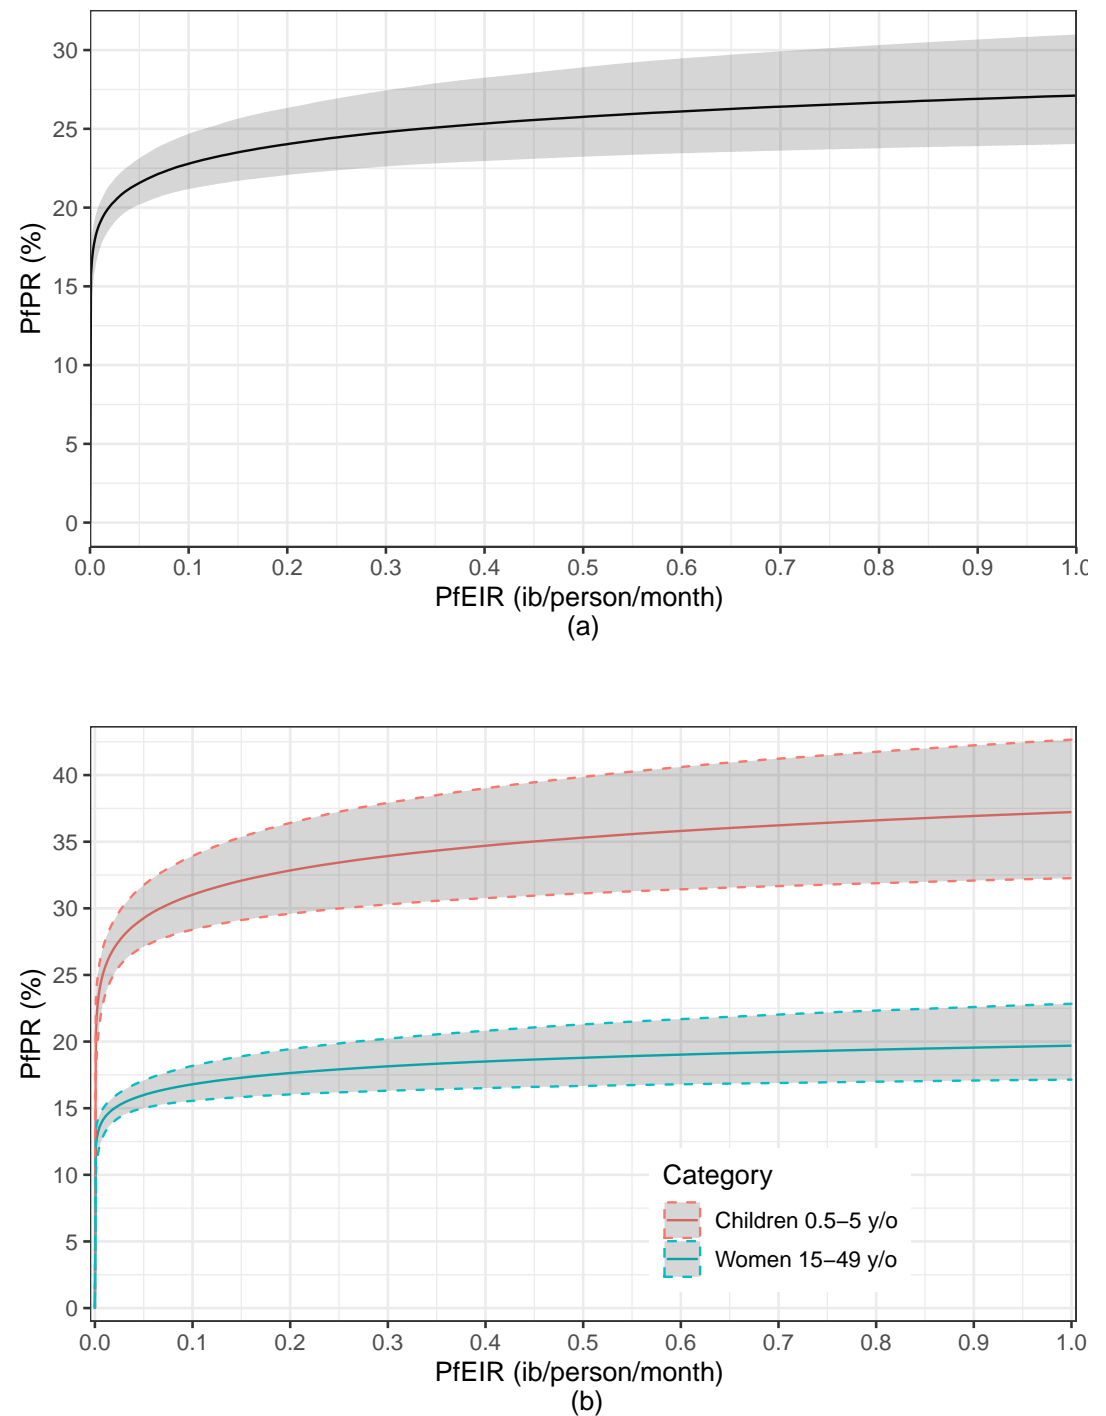 30
25
20
15
10
5
0
PfPR (%)
0.0 0.1 0.2 0.3 0.4 0.5 0.6 0.7 0.8 0.9 1.0
PfEIR (ib/person/month)
(a)
40
35
30
25
20
15
10
5
0
PfPR (%)
Category
Children 0.5−5 y/o
Women 15−49 y/o
0.0 0.1 0.2 0.3 0.4 0.5 0.6 0.7 0.8 0.9 1.0
PfEIR (ib/person/month)
(b)